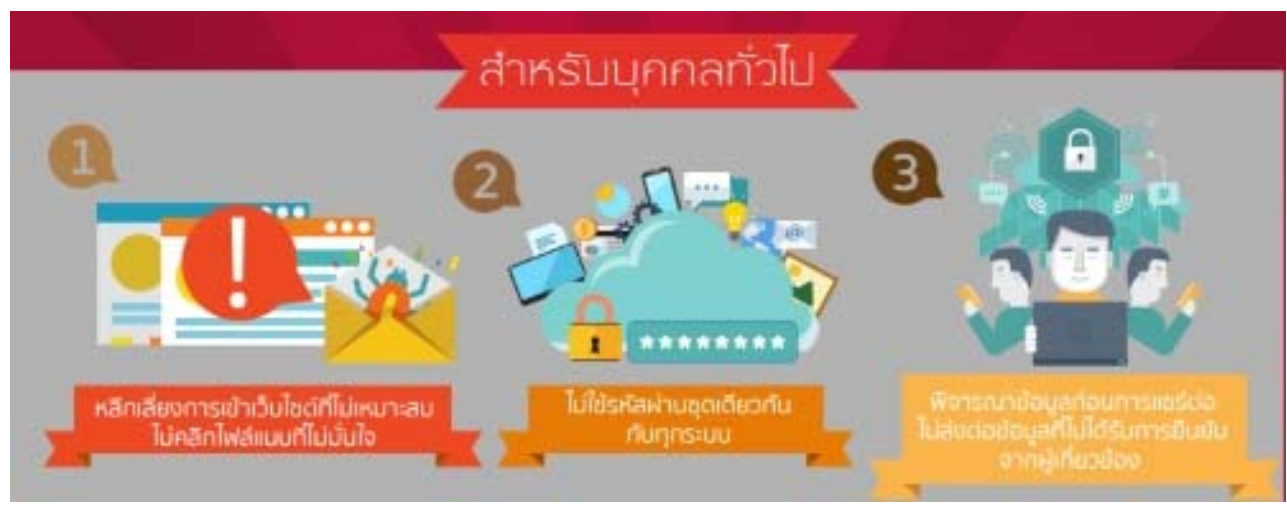 สำหรับบุคคลทั่วไป
1
หลีกเลี่ยงการเข้าเว็บไซต์ที่ไม่เหมาะสม
ไม่คลิกไฟล์แนบที่ไม่มั่นใจ
2
********
ไม่ใช้รหัสผ่านชุดเดียวกัน
กับทุกระบบ
3
พิจารณาข้อมูลก่อนการแชร์ต่อ
ไม่ส่งต่อข้อมูลที่ไม่ได้รับการยืนยัน
จากผู้เกี่ยวข้อง